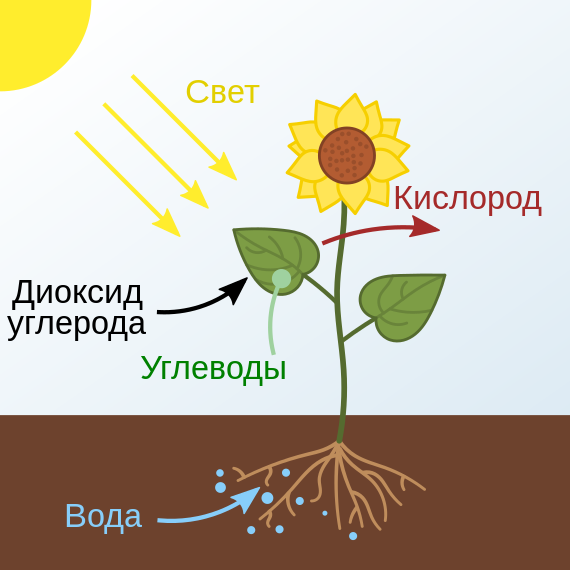 Свет
Кислород
Диоксид
углерода
Углеводы
Вода